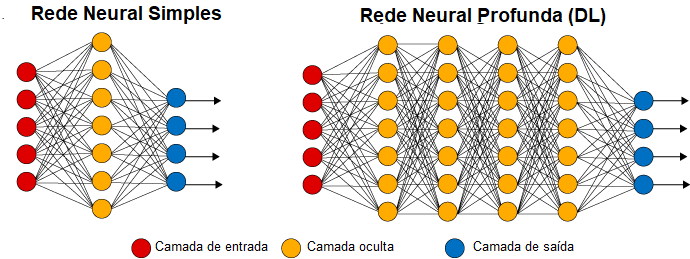 Rede Neural Simples
Rede Neural Profunda (DL)
Camada de entrada
Camada oculta
Camada de saída